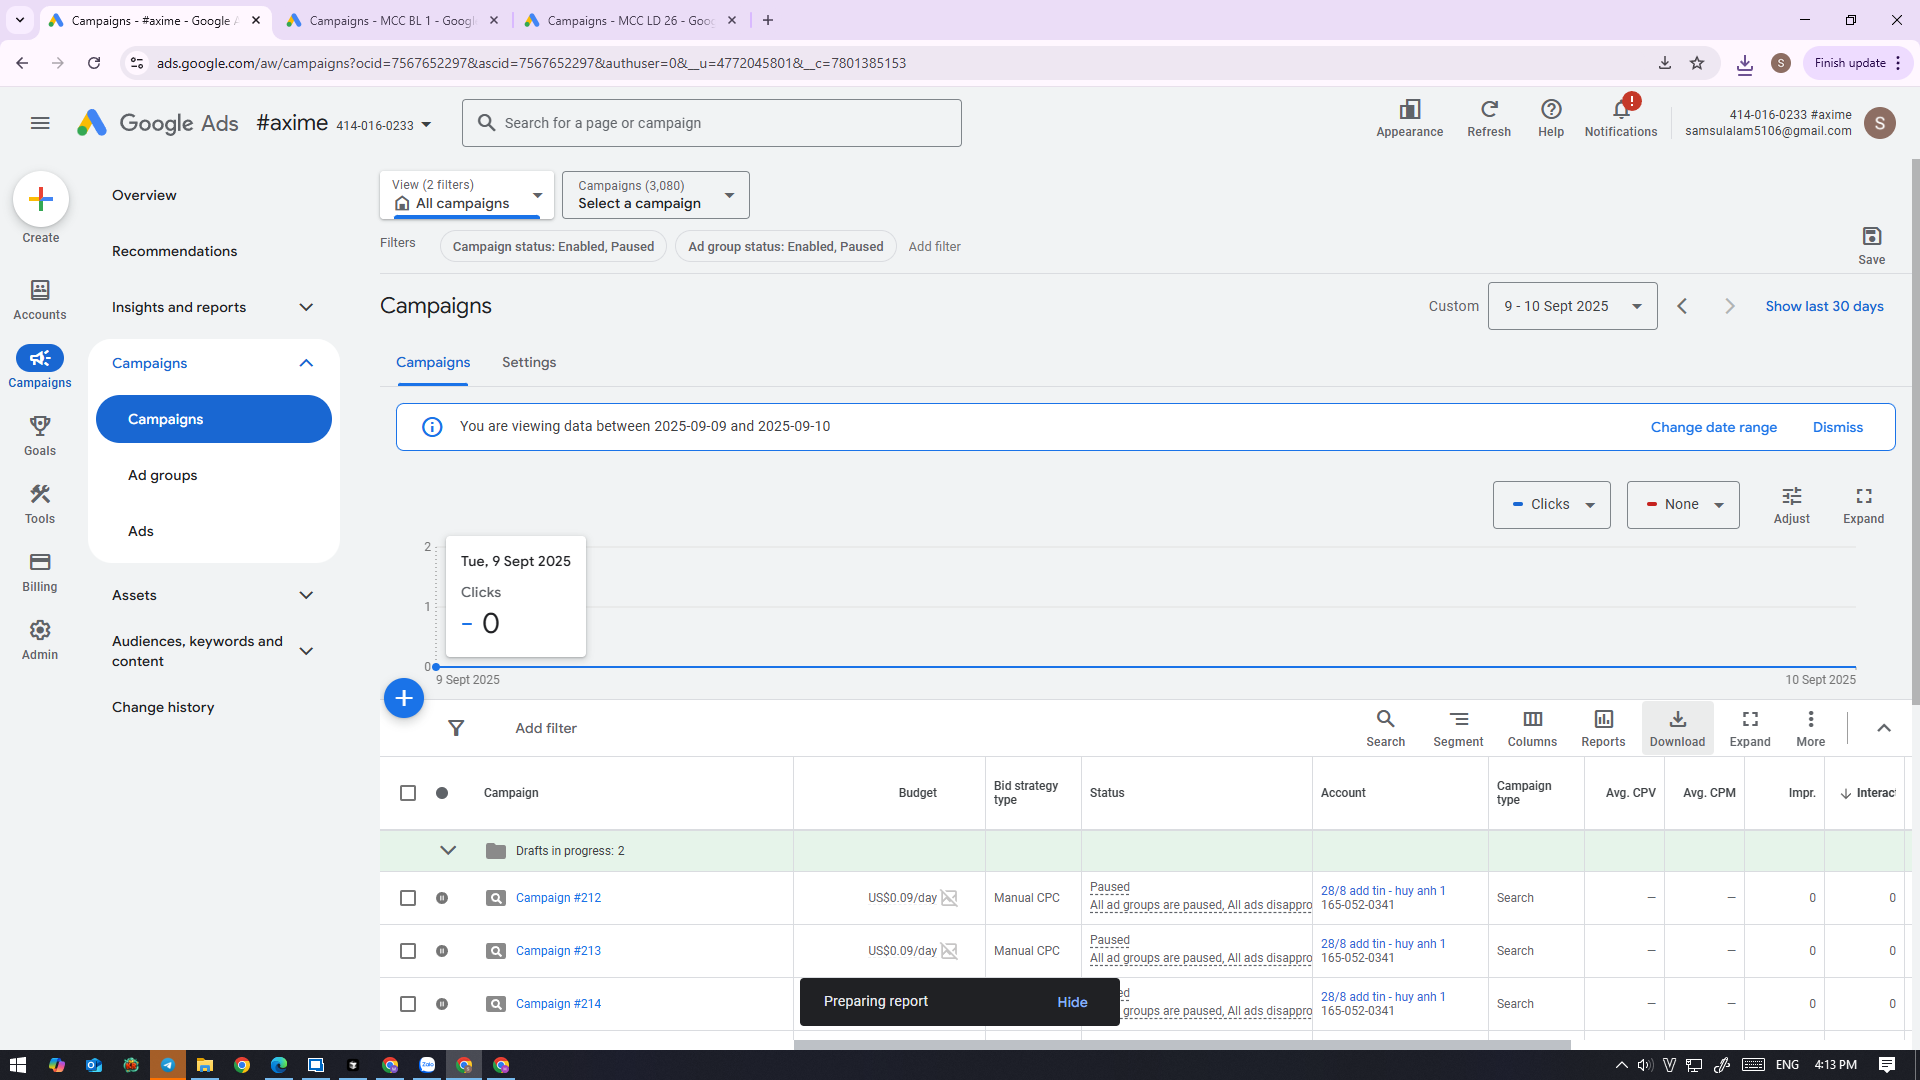 Campaigns - #axime - Google A
Campaigns - MCC BL 1 - Googl
Campaigns - MCC LD 26 - Goo
ads.google.com/aw/campaigns?ocid=7567652297&ascid=7567652297&authuser=0&__u=4772045801&__c=7801385153
S
Finish update
Google Ads
#axime 414-016-0233
Search for a page or campaign
Appearance
Refresh
Help
!
Notifications
414-016-0233 #axime
samsulalam5106@gmail.com
S
Create
Accounts
Campaigns
Goals
Tools
Billing
Admin
Overview
Recommendations
Insights and reports
Campaigns
Campaigns
Ad groups
Ads
Assets
Audiences, keywords and
content
Change history
View (2 filters)
All campaigns
Campaigns (3,080)
Select a campaign
Filters
Campaign status: Enabled, Paused
Ad group status: Enabled, Paused
Add filter
Save
Campaigns
Custom
9 - 10 Sept 2025
Show last 30 days
Campaigns
Settings
You are viewing data between 2025-09-09 and 2025-09-10
Change date range
Dismiss
Clicks
None
Adjust
Expand
2
1
0
Tue, 9 Sept 2025
Clicks
0
9 Sept 2025
10 Sept 2025
Add filter
Search
Segment
Columns
Reports
Download
Expand
More
Campaign
Budget
Bid strategy
type
Status
Account
Campaign
type
Avg. CPV
Avg. CPM
Impr.
Interac
Drafts in progress: 2
Campaign #212
US$0.09/day
Manual CPC
Paused
All ad groups are paused, All ads disappro
28/8 add tin - huy anh 1
165-052-0341
Search
—
—
0
0
Campaign #213
US$0.09/day
Manual CPC
Paused
All ad groups are paused, All ads disappro
28/8 add tin - huy anh 1
165-052-0341
Search
—
—
0
0
Campaign #214
ed
groups are paused, All ads disappro
28/8 add tin - huy anh 1
165-052-0341
Search
—
—
0
0
Preparing report
Hide
Zalo
ENG
4:13 PM